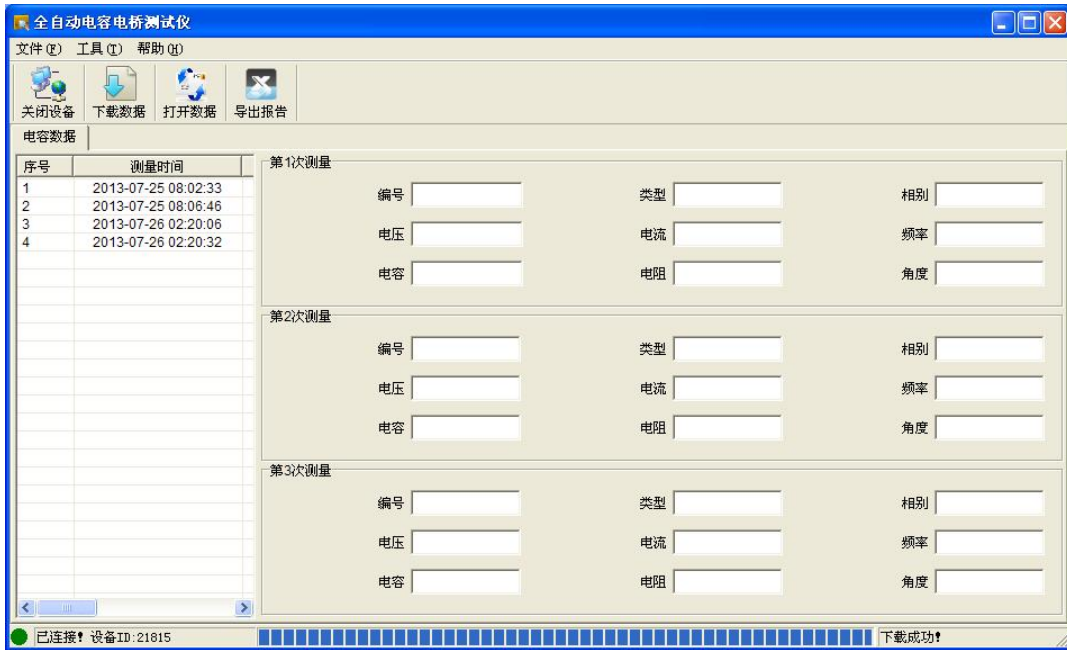 全自动电容电桥测试仪
文件(F) 工具(T) 帮助(H)
关闭设备 下载数据 打开数据 导出报告
电容数据
序号 测量时间
1 2013-07-25 08:02:33
2 2013-07-25 08:06:46
3 2013-07-26 02:20:06
4 2013-07-26 02:20:32
第1次测量
编号 类型 相别
电压 电流 频率
电容 电阻 角度
第2次测量
编号 类型 相别
电压 电流 频率
电容 电阻 角度
第3次测量
编号 类型 相别
电压 电流 频率
电容 电阻 角度
已连接! 设备ID:21815 下载成功!